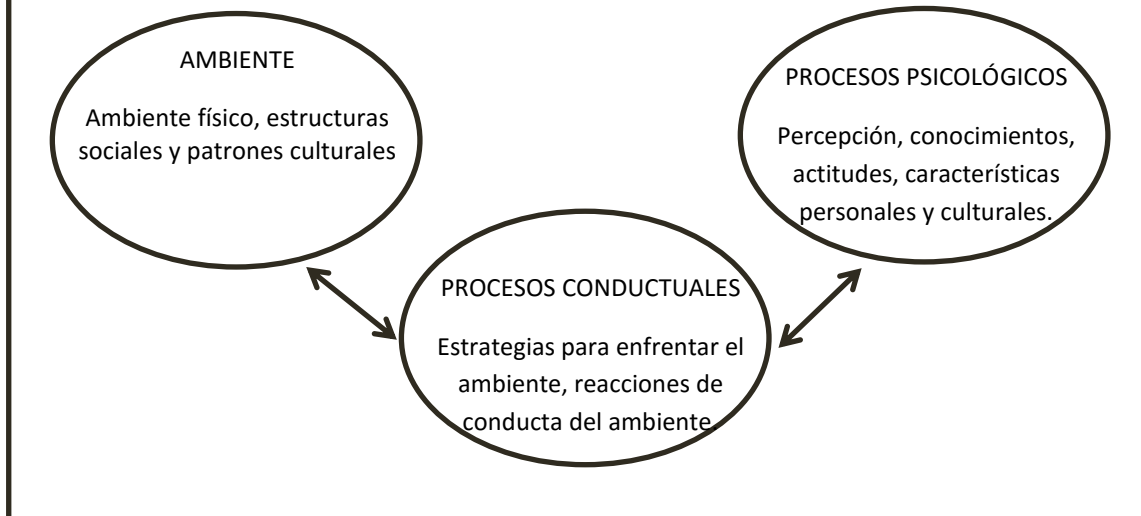 AMBIENTE
Ambiente físico, estructuras
sociales y patrones culturales
PROCESOS PSICOLÓGICOS
Percepción, conocimientos,
actitudes, características
personales y culturales.
PROCESOS CONDUCTUALES
Estrategias para enfrentar el
ambiente, reacciones de
conducta del ambiente.